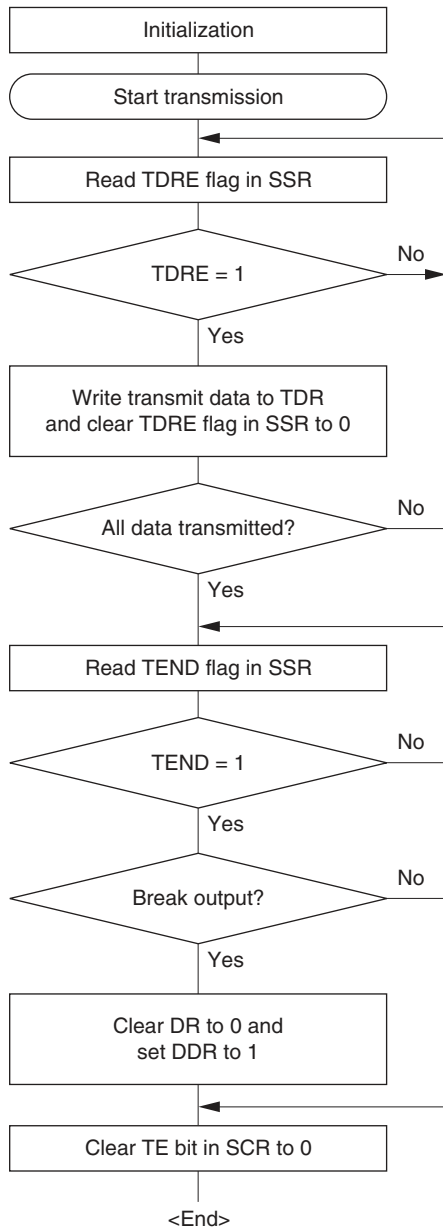 Initialization
Start transmission
Read TDRE flag in SSR
TDRE = 1
No
Yes
Write transmit data to TDR
and clear TDRE flag in SSR to 0
All data transmitted?
No
Yes
Read TEND flag in SSR
TEND = 1
No
Yes
Break output?
No
Yes
Clear DR to 0 and
set DDR to 1
Clear TE bit in SCR to 0
<End>